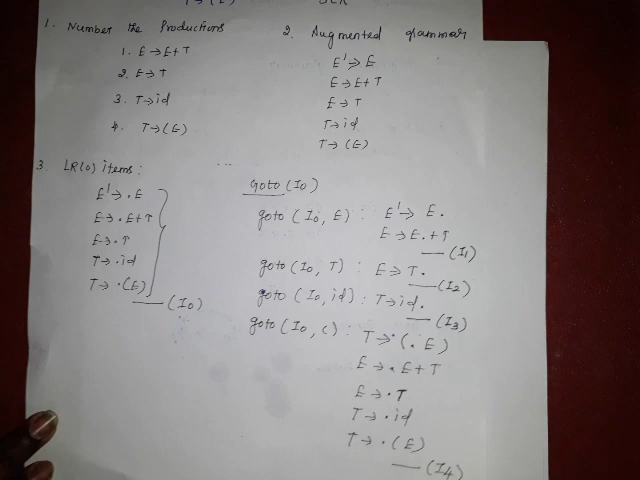 T→(E) SLR
1. Number the Productions
1. E→E+T
2. E→T
3. T→id
4. T→(E)
2. Augmented grammar
E'→E
E→E+T
E→T
T→id
T→(E)
3. LR(0) items:
E'→.E
E→.E+T
E→.T
T→.id
T→.(E)
—(I0)
Goto(I0)
goto(I0, E): E'→E.
E→E.+T
—(I1)
goto(I0, T): E→T.
—(I2)
goto(I0, id): T→id.
—(I3)
goto(I0, C): T→.(.E)
E→.E+T
E→.T
T→.id
T→.(E)
—(I4)